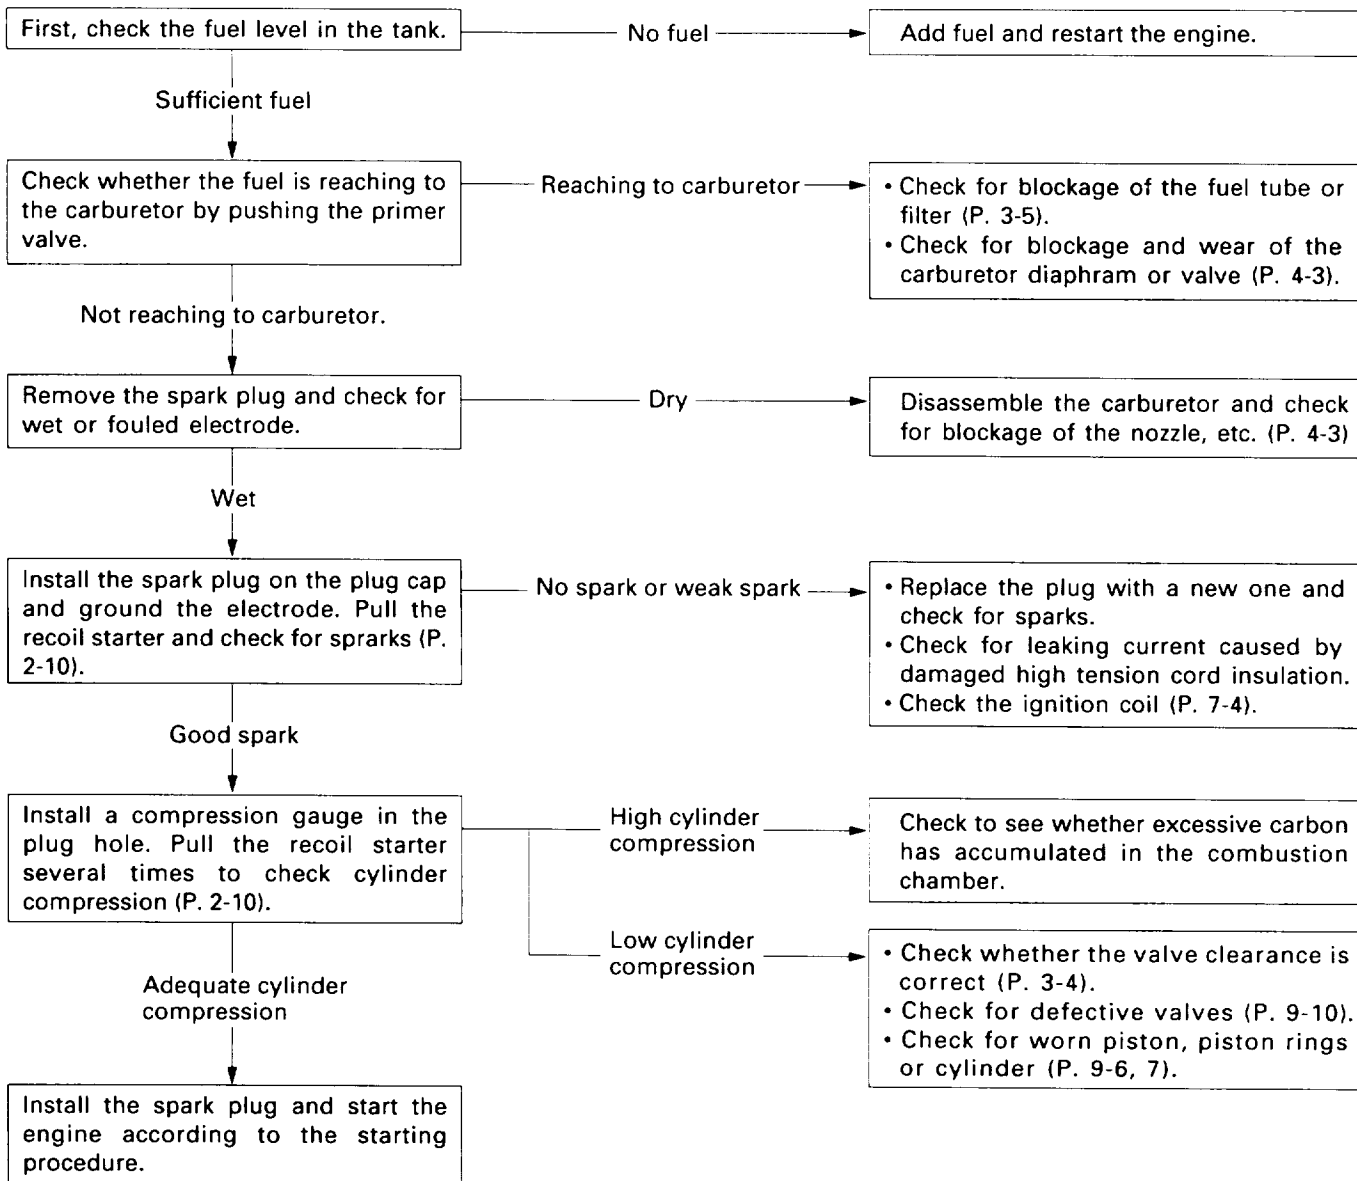 First, check the fuel level in the tank.
No fuel
Add fuel and restart the engine.
Sufficient fuel
Check whether the fuel is reaching to
the carburetor by pushing the primer
valve.
Reaching to carburetor
• Check for blockage of the fuel tube or
filter (P. 3-5).
• Check for blockage and wear of the
carburetor diaphram or valve (P. 4-3).
Not reaching to carburetor.
Remove the spark plug and check for
wet or fouled electrode.
Dry
Disassemble the carburetor and check
for blockage of the nozzle, etc. (P. 4-3)
Wet
Install the spark plug on the plug cap
and ground the electrode. Pull the
recoil starter and check for sprarks (P.
2-10).
No spark or weak spark
• Replace the plug with a new one and
check for sparks.
• Check for leaking current caused by
damaged high tension cord insulation.
• Check the ignition coil (P. 7-4).
Good spark
Install a compression gauge in the
plug hole. Pull the recoil starter
several times to check cylinder
compression (P. 2-10).
High cylinder
compression
Check to see whether excessive carbon
has accumulated in the combustion
chamber.
Low cylinder
compression
• Check whether the valve clearance is
correct (P. 3-4).
• Check for defective valves (P. 9-10).
• Check for worn piston, piston rings
or cylinder (P. 9-6, 7).
Adequate cylinder
compression
Install the spark plug and start the
engine according to the starting
procedure.